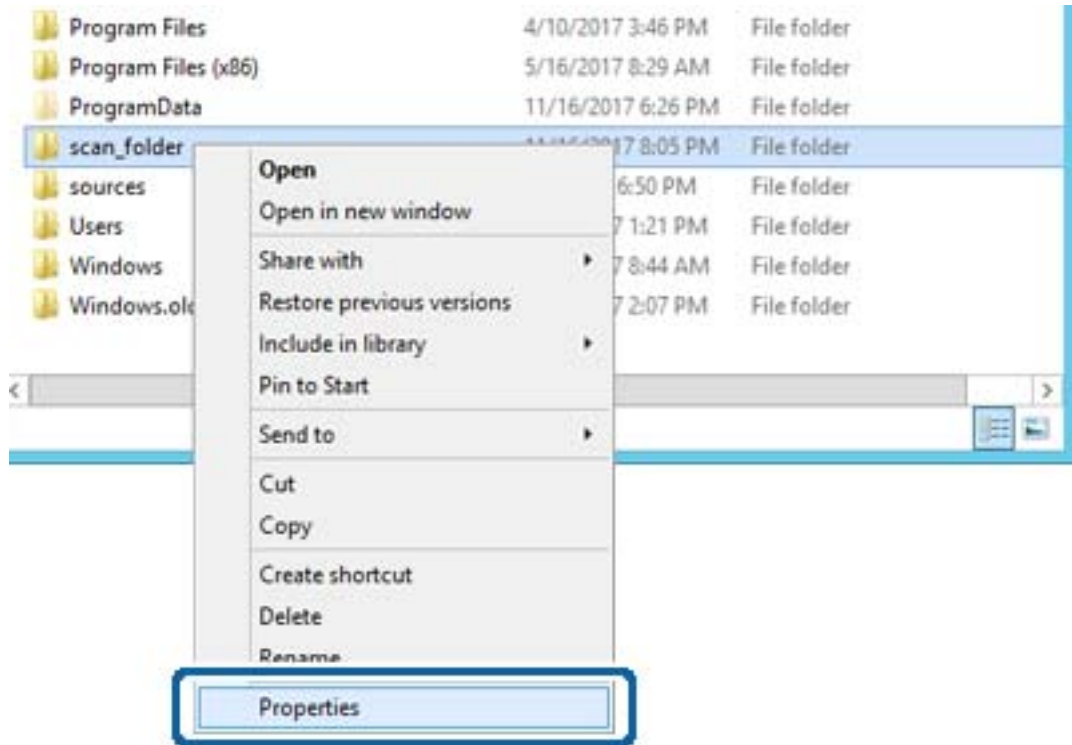 Program Files 4/10/2017 3:46 PM File folder
Program Files (x86) 5/16/2017 8:29 AM File folder
ProgramData 11/16/2017 6:26 PM File folder
scan_folder 8:05 PM File folder
sources 6:50 PM File folder
Users 1:21 PM File folder
Windows 8:44 AM File folder
Windows.old 2:07 PM File folder
Open
Open in new window
Share with
Restore previous versions
Include in library
Pin to Start
Send to
Cut
Copy
Create shortcut
Delete
Rename
Properties